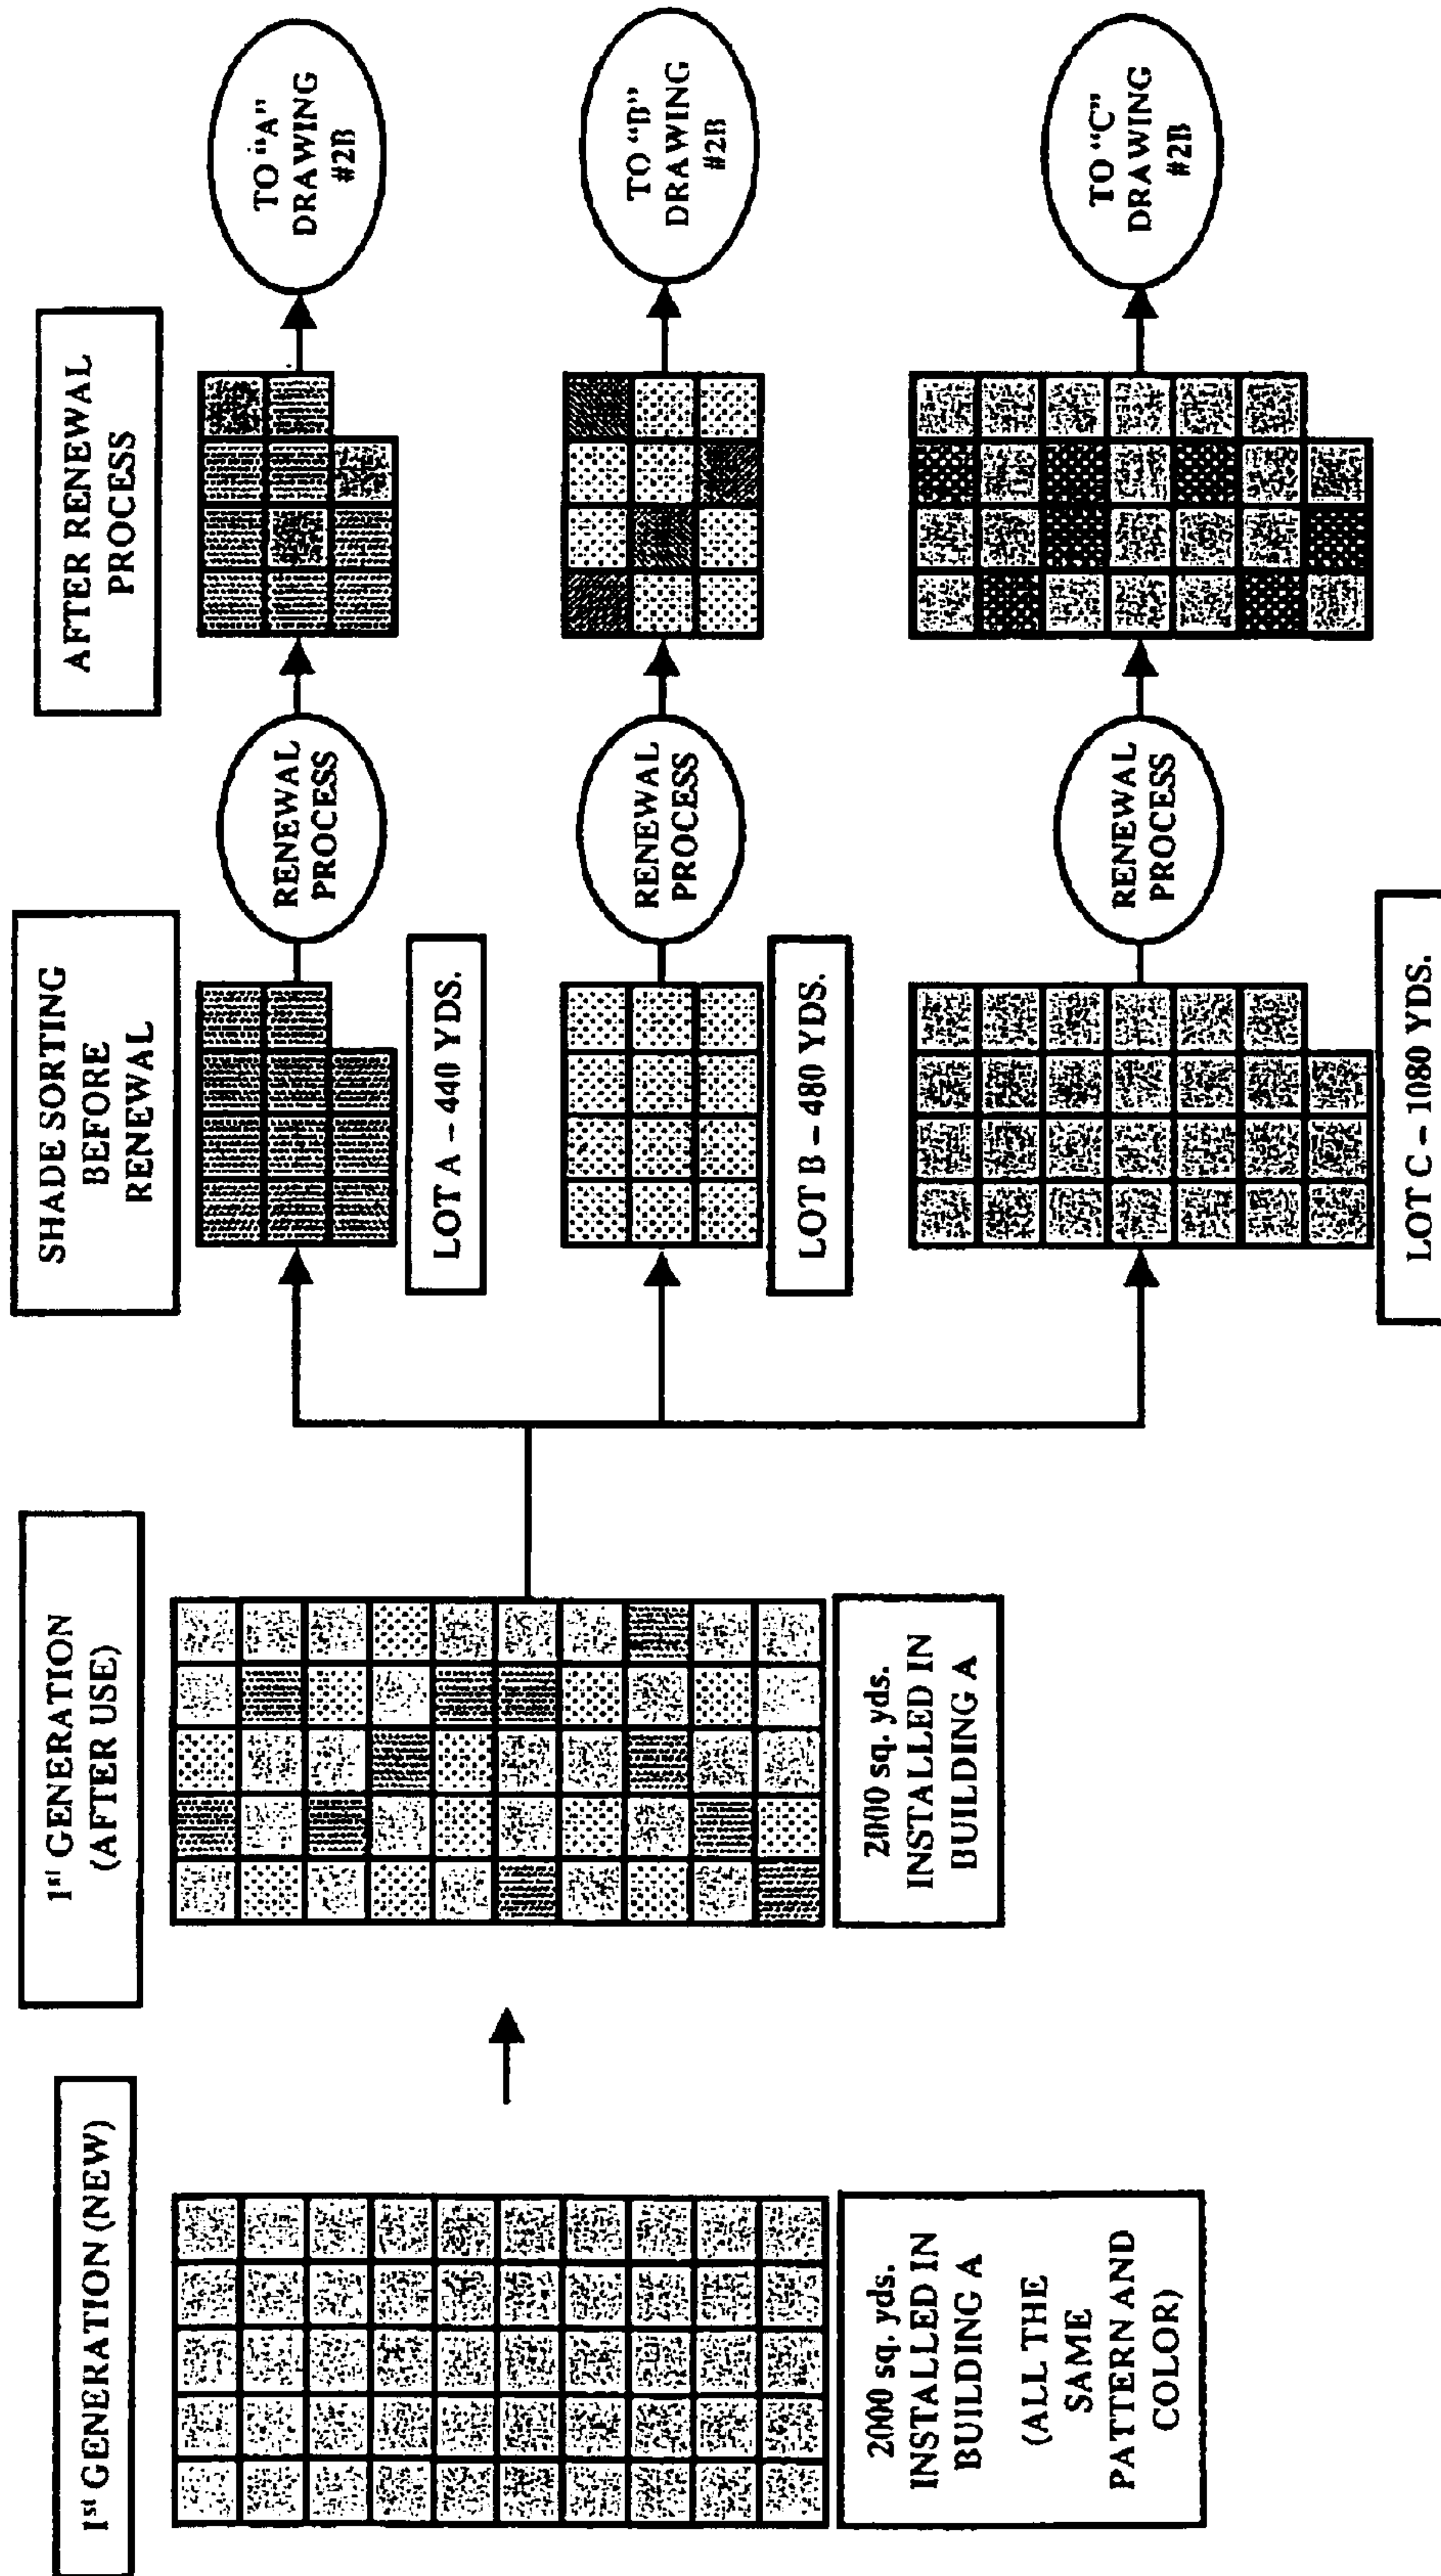 1st GENERATION (NEW)
2000 sq. yds.
INSTALLED IN
BUILDING A
(ALL THE
SAME
PATTERN AND
COLOR)
1st GENERATION
(AFTER USE)
2000 sq. yds.
INSTALLED IN
BUILDING A
SHADE SORTING
BEFORE
RENEWAL
LOT A – 440 YDS.
LOT B – 480 YDS.
LOT C – 1080 YDS.
RENEWAL
PROCESS
RENEWAL
PROCESS
RENEWAL
PROCESS
AFTER RENEWAL
PROCESS
TO "A"
DRAWING
#2B
TO "B"
DRAWING
#2B
TO "C"
DRAWING
#2B